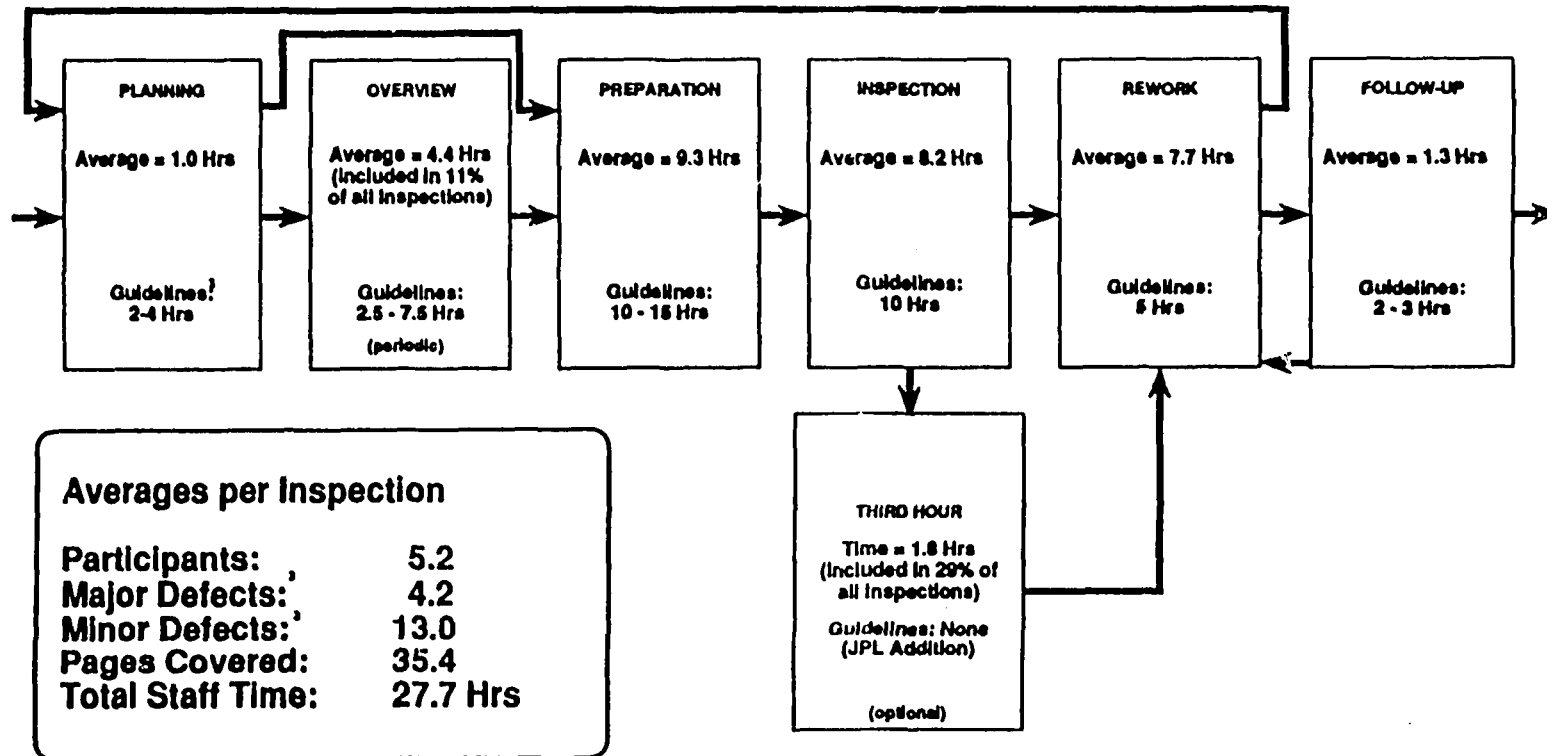 PLANNING
Average = 1.0 Hrs
Guidelines:³
2-4 Hrs
OVERVIEW
Average = 4.4 Hrs
(included in 11%
of all inspections)
Guidelines:
2.5 - 7.5 Hrs
(periodic)
PREPARATION
Average = 9.3 Hrs
Guidelines:
10 - 15 Hrs
INSPECTION
Average = 8.2 Hrs
Guidelines:
10 Hrs
REWORK
Average = 7.7 Hrs
Guidelines:
5 Hrs
FOLLOW-UP
Average = 1.3 Hrs
Guidelines:
2 - 3 Hrs
THIRD HOUR
Time = 1.8 Hrs
(included in 29% of
all inspections)
Guidelines: None
(JPL Addition)
(optional)
Averages per Inspection
Participants: 5.2
Major Defects:³ 4.2
Minor Defects:³ 13.0
Pages Covered: 35.4
Total Staff Time: 27.7 Hrs